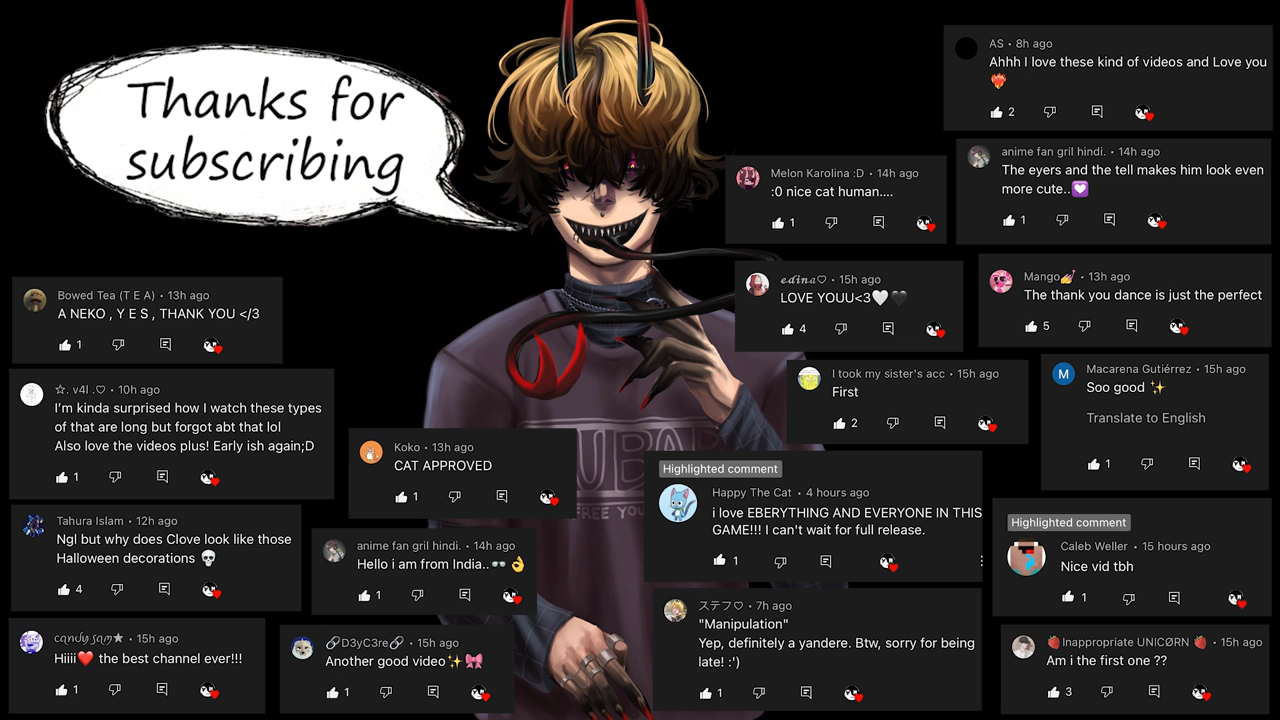 Thanks for
subscribing
AS • 8h ago
Ahhh I love these kind of videos and Love you
❤️‍🔥
2
anime fan gril hindi. • 14h ago
The eyes and the tell makes him look even
more cute..💟
1
Melon Karolina :D • 14h ago
:0 nice cat human....
1
𝓮𝓭𝓲𝓷𝓪♡ • 15h ago
LOVE YOUU<3🤍🖤
4
Mango💅 • 13h ago
The thank you dance is just the perfect
5
Bowed Tea (T E A) • 13h ago
A NEKO , Y E S , THANK YOU </3
1
I took my sister's acc • 15h ago
First
2
M
Macarena Gutiérrez • 15h ago
Soo good ✨
Translate to English
1
☆. v4l .♡ • 10h ago
I'm kinda surprised how I watch these types
of that are long but forgot abt that lol
Also love the videos plus! Early ish again;D
1
Koko • 13h ago
CAT APPROVED
1
Highlighted comment
Happy The Cat • 4 hours ago
i love EBERYTHING AND EVERYONE IN THIS
GAME!!! I can't wait for full release.
1
Highlighted comment
Caleb Weller • 15 hours ago
Nice vid tbh
1
Tahura Islam • 12h ago
Ngl but why does Clove look like those
Halloween decorations 💀
4
anime fan gril hindi. • 14h ago
Hello i am from India..👓👌
1
ステフ♡ • 7h ago
"Manipulation"
Yep, definitely a yandere. Btw, sorry for being
late! :')
1
𝓬𝓪𝓷𝓭𝔂 𝓼𝓪𝓶★ • 15h ago
Hiiii❤️ the best channel ever!!!
1
🔗D3yC3re🔗 • 15h ago
Another good video✨🎀
1
🍓Inappropriate UNICØRN 🍓 • 15h ago
Am i the first one ??
3